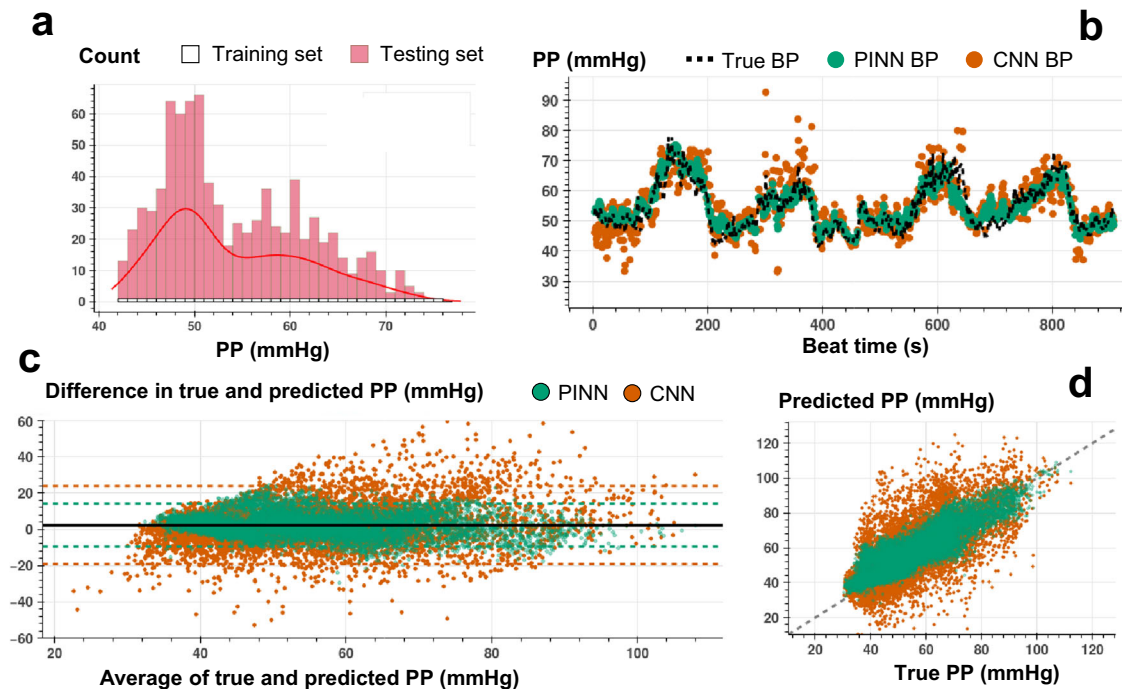 a
Count
Training set
Testing set
60
50
40
30
20
10
0
40
50
60
70
PP (mmHg)
b
PP (mmHg)
True BP
PINN BP
CNN BP
90
80
70
60
50
40
30
0
200
400
600
800
Beat time (s)
c
Difference in true and predicted PP (mmHg)
PINN
CNN
60
40
20
0
−20
−40
−60
20
40
60
80
100
Average of true and predicted PP (mmHg)
d
Predicted PP (mmHg)
120
100
80
60
40
20
20
40
60
80
100
120
True PP (mmHg)